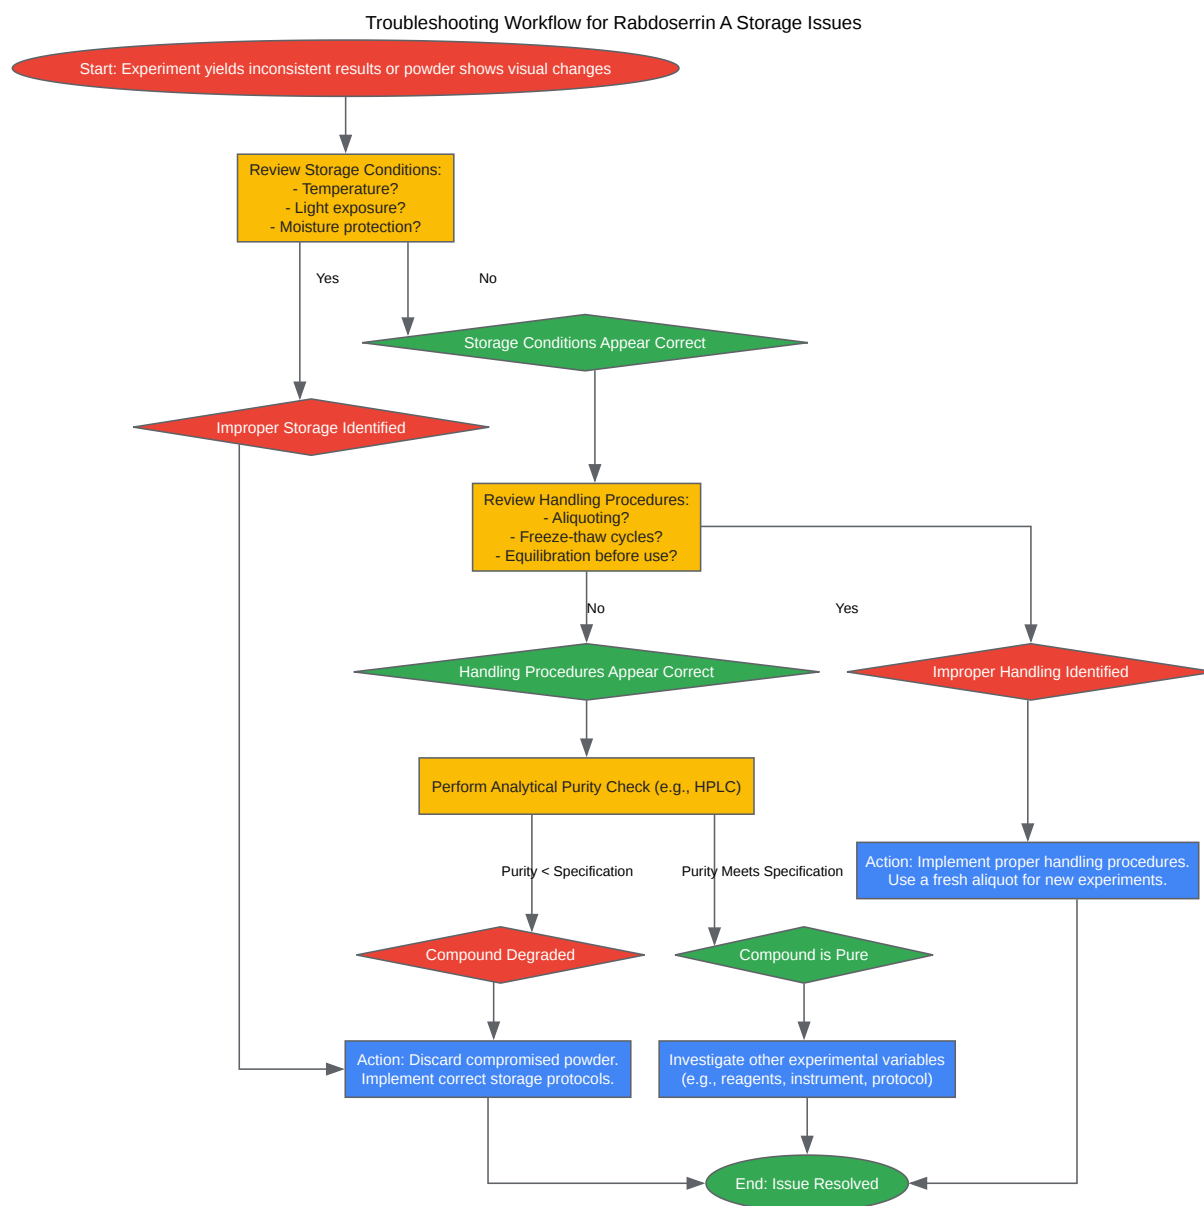 Troubleshooting Workflow for Rabdoserrin A Storage Issues
Start: Experiment yields inconsistent results or powder shows visual changes
Review Storage Conditions:
- Temperature?
- Light exposure?
- Moisture protection?
Yes
No
Storage Conditions Appear Correct
Improper Storage Identified
Review Handling Procedures:
- Aliquoting?
- Freeze-thaw cycles?
- Equilibration before use?
No
Yes
Handling Procedures Appear Correct
Improper Handling Identified
Perform Analytical Purity Check (e.g., HPLC)
Action: Implement proper handling procedures.
Use a fresh aliquot for new experiments.
Purity < Specification
Purity Meets Specification
Compound Degraded
Compound is Pure
Action: Discard compromised powder.
Implement correct storage protocols.
Investigate other experimental variables
(e.g., reagents, instrument, protocol)
End: Issue Resolved